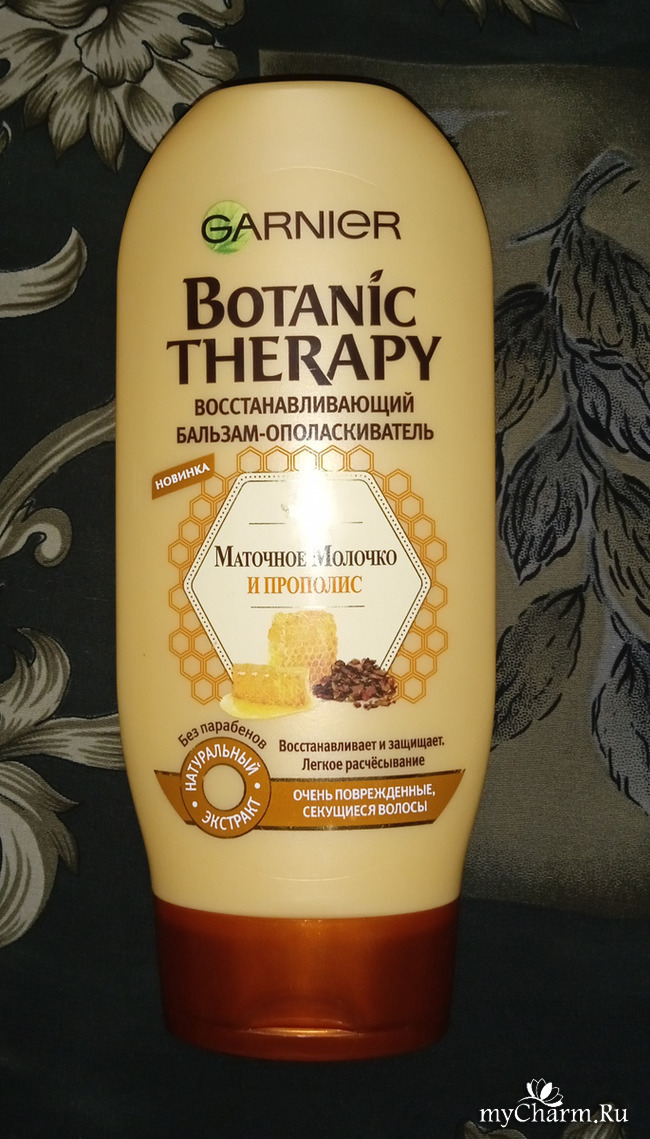 GARNIER
BOTANIC
THERAPY
ВОССТАНАВЛИВАЮЩИЙ
БАЛЬЗАМ-ОПОЛАСКИВАТЕЛЬ
НОВИНКА
МАТОЧНОЕ МОЛОЧКО
И ПРОПОЛИС
Без парабенов
НАТУРАЛЬНЫЙ
ЭКСТРАКТ
Восстанавливает и защищает.
Легкое расчёсывание
ОЧЕНЬ ПОВРЕЖДЕННЫЕ,
СЕКУЩИЕСЯ ВОЛОСЫ
myCharm.Ru